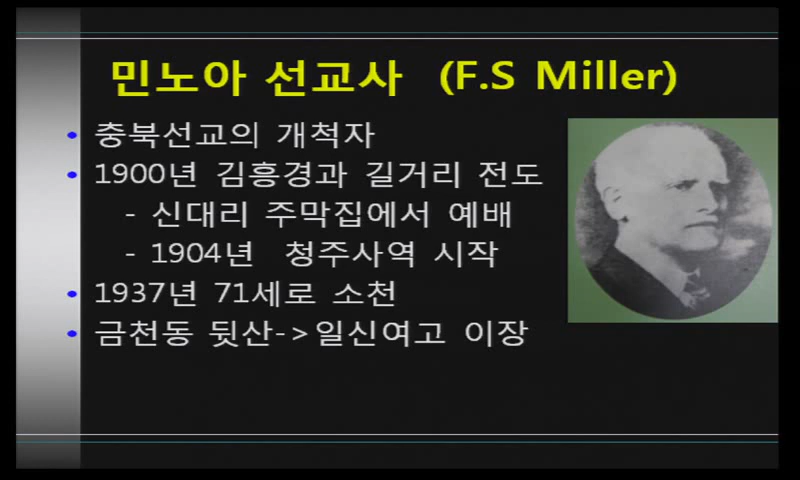 민노아 선교사 (F.S Miller)
• 충북선교의 개척자
• 1900년 김흥경과 길거리 전도
- 신대리 주막집에서 예배
- 1904년 청주사역 시작
• 1937년 71세로 소천
• 금천동 뒷산->일신여고 이장